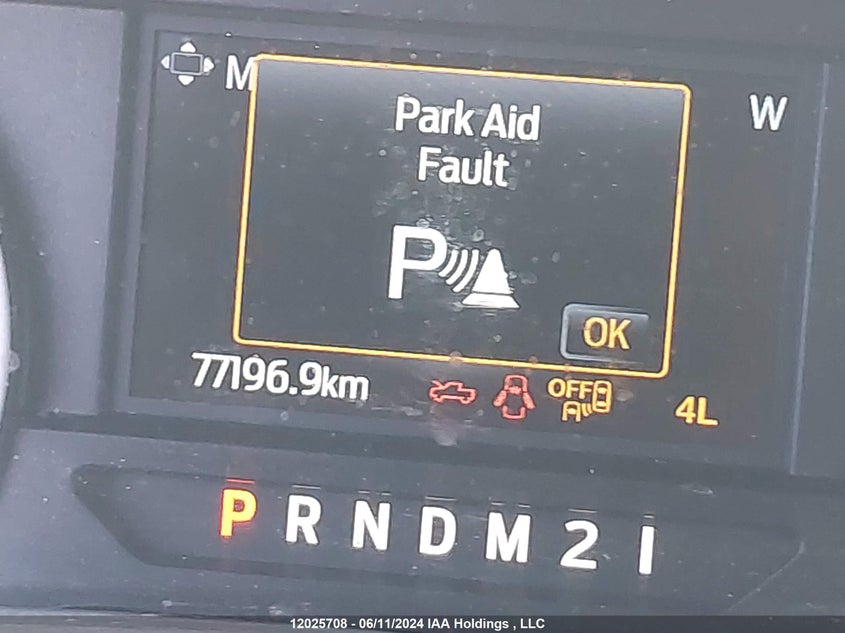 M
W
Park Aid
Fault
P
OK
77196.9km
OFF
4L
P R N D M 2 1
12025708 - 06/11/2024 IAA Holdings , LLC